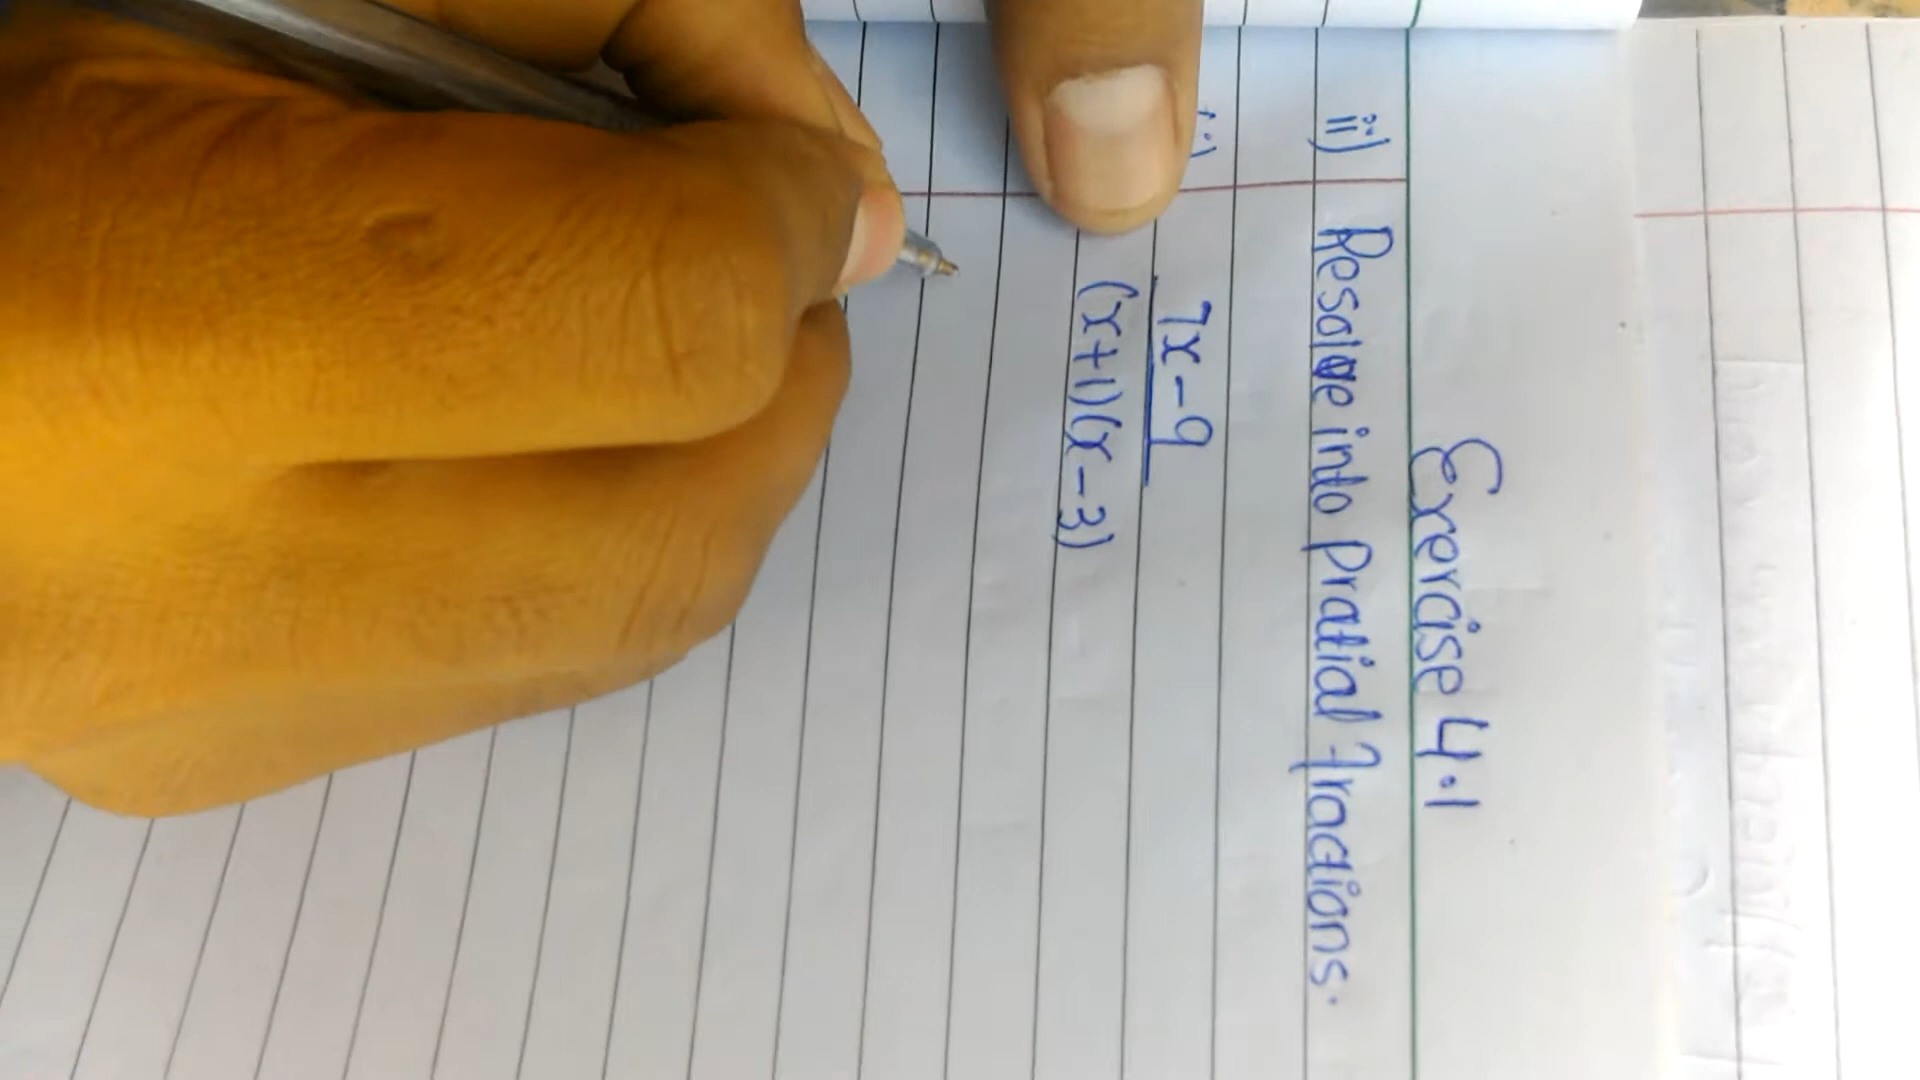 Exercise 4.1
ii) Resolve into Pratial fractions.
7x-9
(x+1)(x-3)